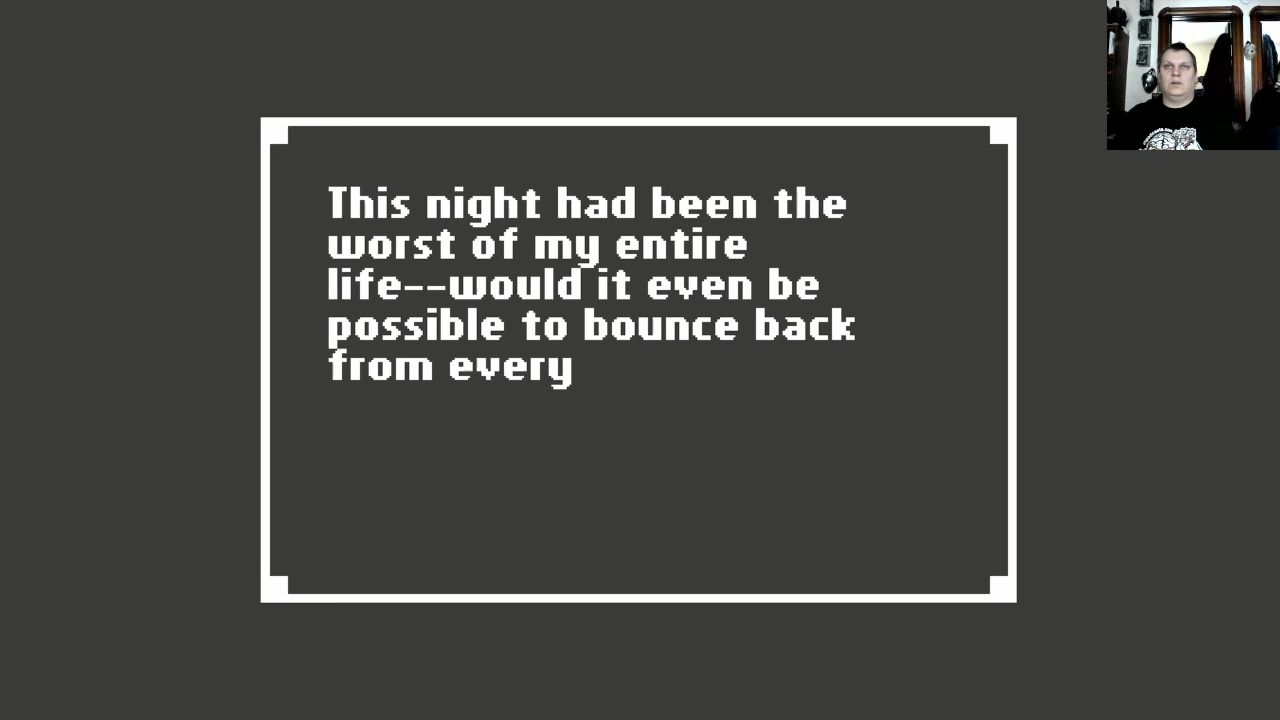 This night had been the
worst of my entire
life--would it even be
possible to bounce back
from every